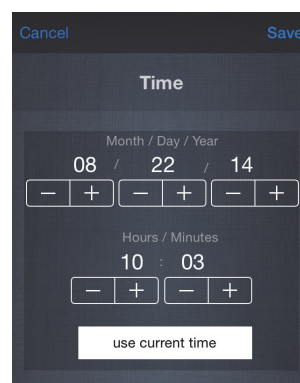 Cancel Save
Time
Month / Day / Year
08 / 22 / 14
− + − + − +
Hours / Minutes
10 : 03
− + − +
use current time